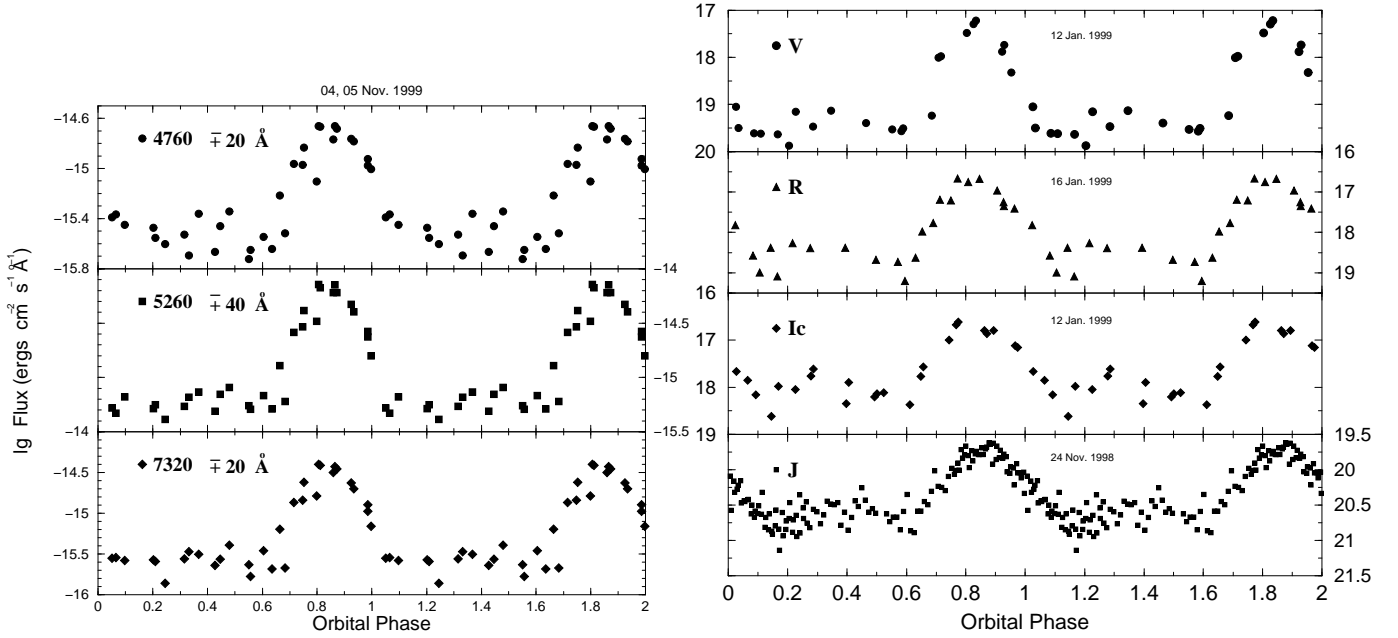 04, 05 Nov. 1999
lg Flux (ergs cm⁻² s⁻¹ Å⁻¹)
-14.6
4760 ∓ 20 Å
-15
-15.4
-15.8
-14
5260 ∓ 40 Å
-14.5
-15
-15.5
-14
7320 ∓ 20 Å
-14.5
-15
-15.5
-16
0 0.2 0.4 0.6 0.8 1 1.2 1.4 1.6 1.8 2
Orbital Phase
17
V
12 Jan. 1999
18
19
20
16
R
16 Jan. 1999
17
18
19
16
Ic
12 Jan. 1999
17
18
19
19.5
J
24 Nov. 1998
20
20.5
21
21.5
0 0.2 0.4 0.6 0.8 1 1.2 1.4 1.6 1.8 2
Orbital Phase